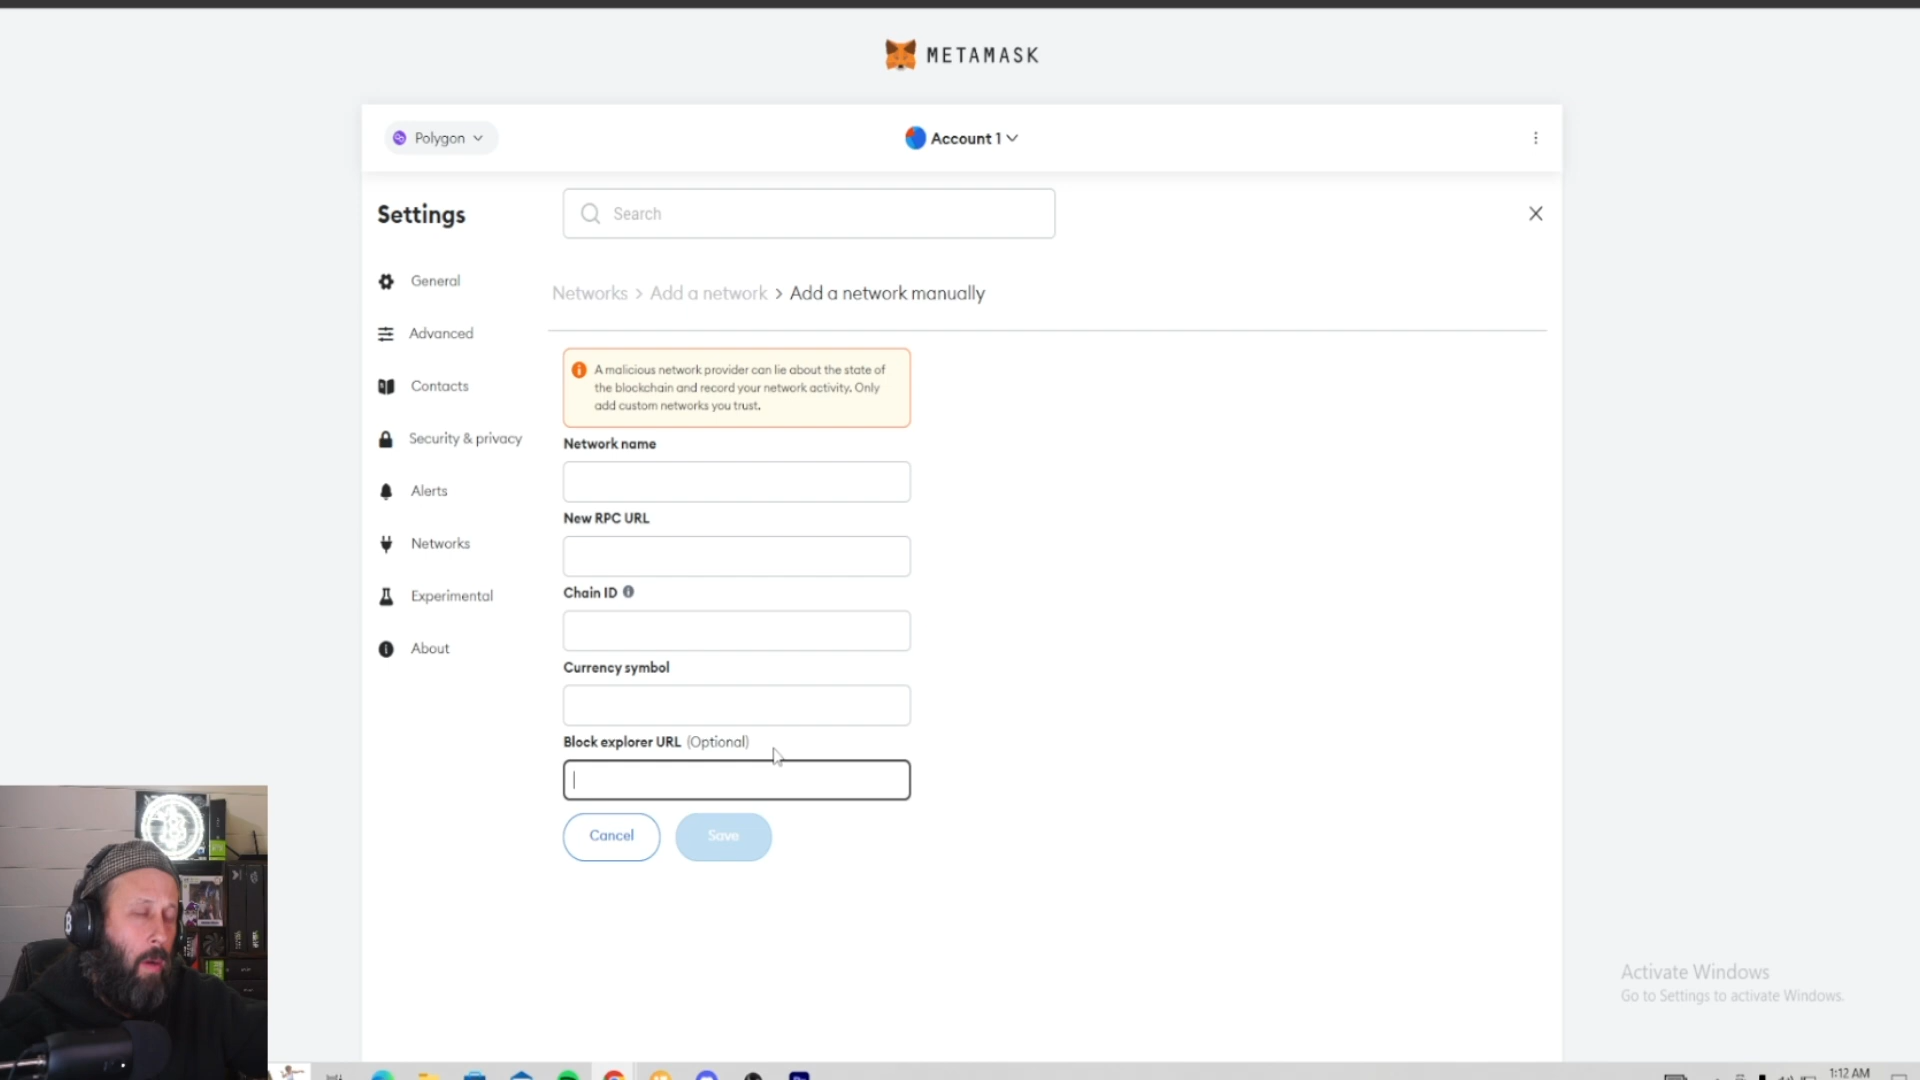 METAMASK
Polygon
Account 1
Settings
Search
General
Advanced
Contacts
Security & privacy
Alerts
Networks
Experimental
About
Networks > Add a network > Add a network manually
A malicious network provider can lie about the state of
the blockchain and record your network activity. Only
add custom networks you trust.
Network name
New RPC URL
Chain ID
Currency symbol
Block explorer URL (Optional)
Cancel
Save
Activate Windows
Go to Settings to activate Windows.
1:12 AM